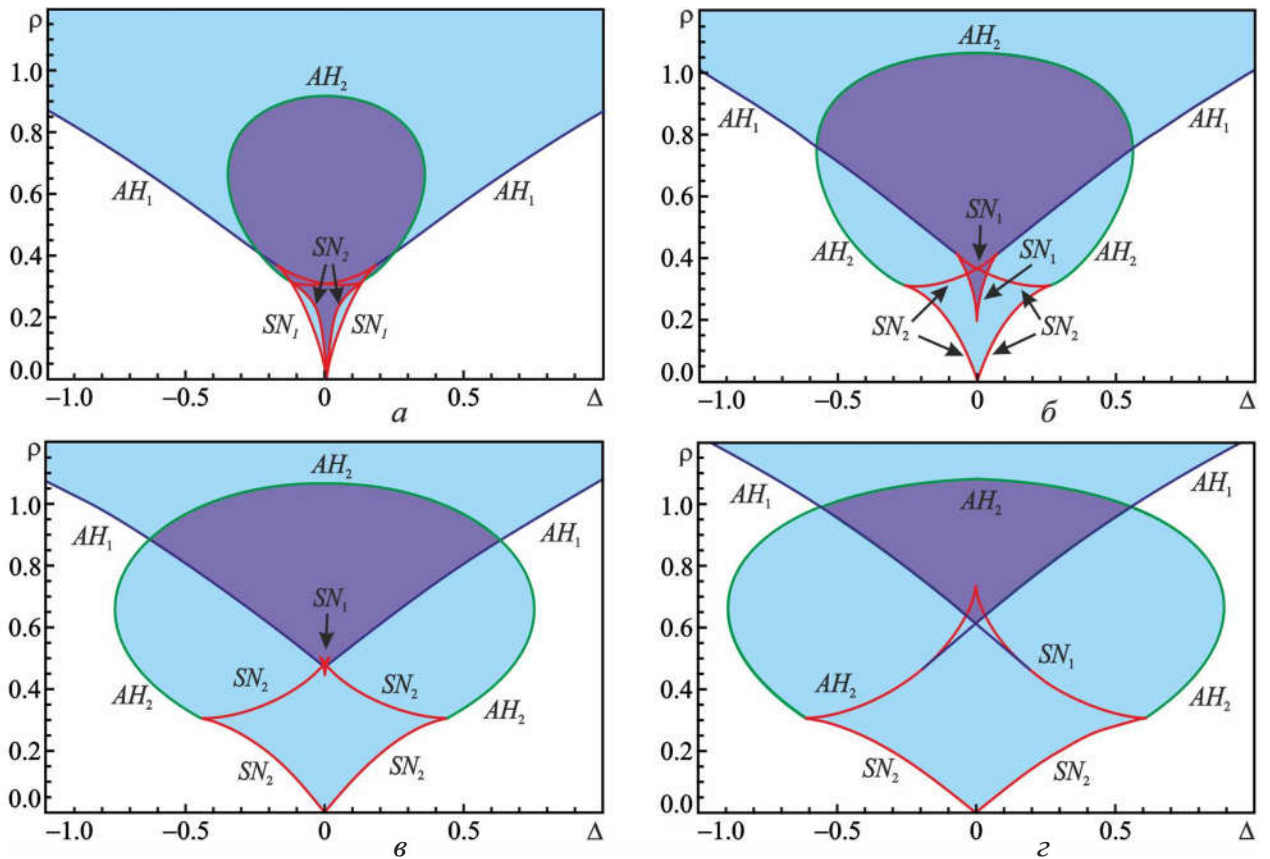 ρ
1.0
0.8
0.6
0.4
0.2
0.0
AH₂
AH₁ AH₁
SN₂
SN₁ SN₁
−1.0 −0.5 0 0.5 Δ
а
ρ
1.0
0.8
0.6
0.4
0.2
0.0
AH₂
AH₁ AH₁
SN₁
SN₁
AH₂ AH₂
SN₂ SN₂
−1.0 −0.5 0 0.5 Δ
б
ρ
1.0
0.8
0.6
0.4
0.2
0.0
AH₂
AH₁ AH₁
SN₁
SN₂ SN₂
AH₂ AH₂
SN₂ SN₂
−1.0 −0.5 0 0.5 Δ
в
ρ
1.0
0.8
0.6
0.4
0.2
0.0
AH₁ AH₁
AH₂
SN₁
AH₂ AH₂
SN₂ SN₂
−1.0 −0.5 0 0.5 Δ
г